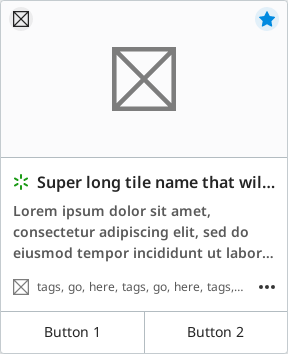 Super long tile name that wil...
Lorem ipsum dolor sit amet,
consectetur adipiscing elit, sed do
eiusmod tempor incididunt ut labor...
tags, go, here, tags, go, here, tags,...
Button 1
Button 2